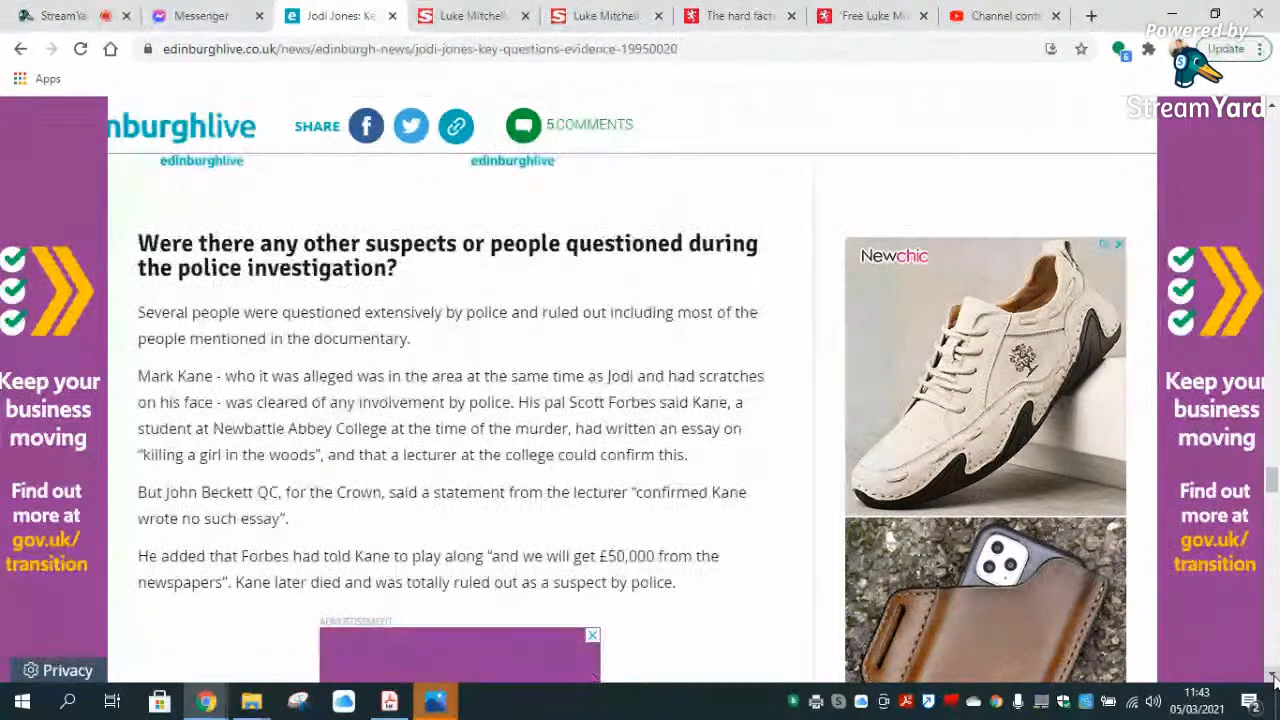 StreamYard
Messenger
Jodi Jones: Ke
Luke Mitchell
Luke Mitchell
The hard facts
'Free Luke M
Channel conte
edinburghlive.co.uk/news/edinburgh-news/jodi-jones-key-questions-evidence-19950020
Update
Powered by
StreamYard
Apps
nburghlive
SHARE
5 COMMENTS
edinburghlive
edinburghlive
Were there any other suspects or people questioned during
the police investigation?
Several people were questioned extensively by police and ruled out including most of the
people mentioned in the documentary.
Mark Kane - who it was alleged was in the area at the same time as Jodi and had scratches
on his face - was cleared of any involvement by police. His pal Scott Forbes said Kane, a
student at Newbattle Abbey College at the time of the murder, had written an essay on
“killing a girl in the woods”, and that a lecturer at the college could confirm this.
But John Beckett QC, for the Crown, said a statement from the lecturer “confirmed Kane
wrote no such essay”.
He added that Forbes had told Kane to play along “and we will get £50,000 from the
newspapers”. Kane later died and was totally ruled out as a suspect by police.
ADVERTISEMENT
Newchic
Keep your
business
moving
Find out
more at
gov.uk/
transition
Keep your
business
moving
Find out
more at
gov.uk/
transition
Privacy
11:43
05/03/2021
2